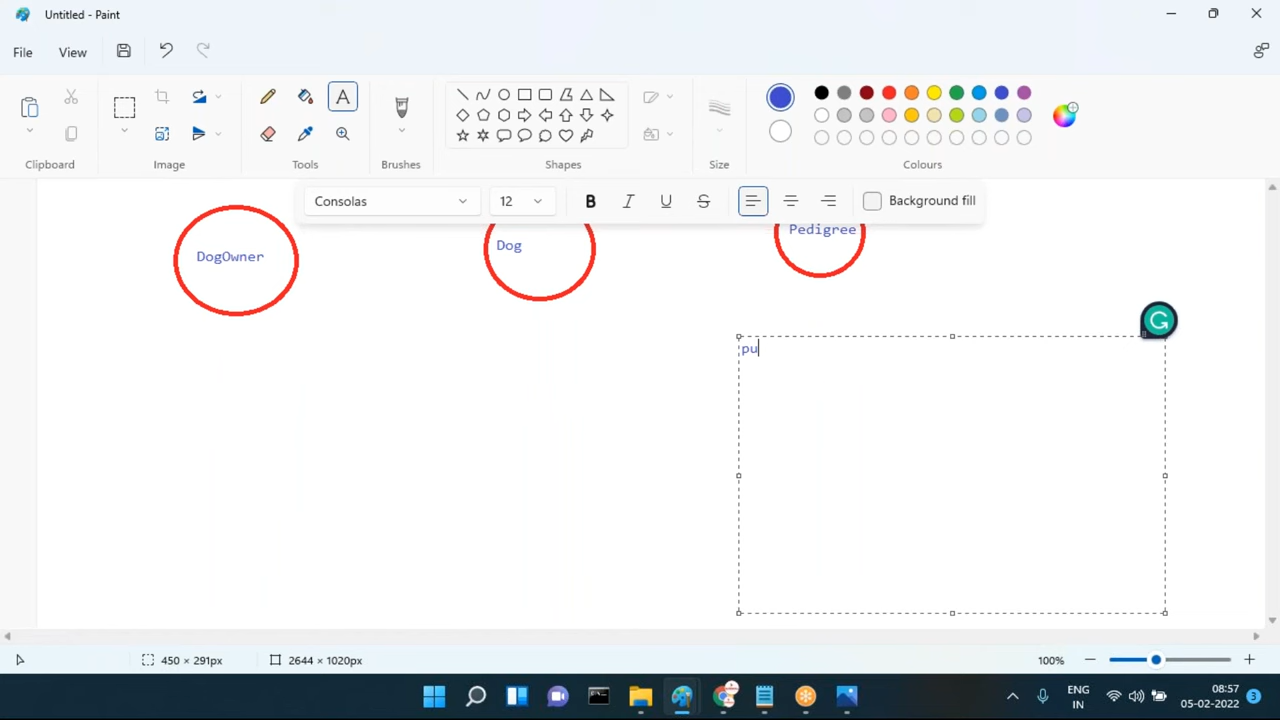 Untitled - Paint
File
View
Clipboard
Image
Tools
Brushes
Shapes
Size
Colours
Consolas
12
B
I
U
S
Background fill
DogOwner
Dog
Pedigree
pu
450 × 291px
2644 × 1020px
100%
ENG
IN
08:57
05-02-2022
3